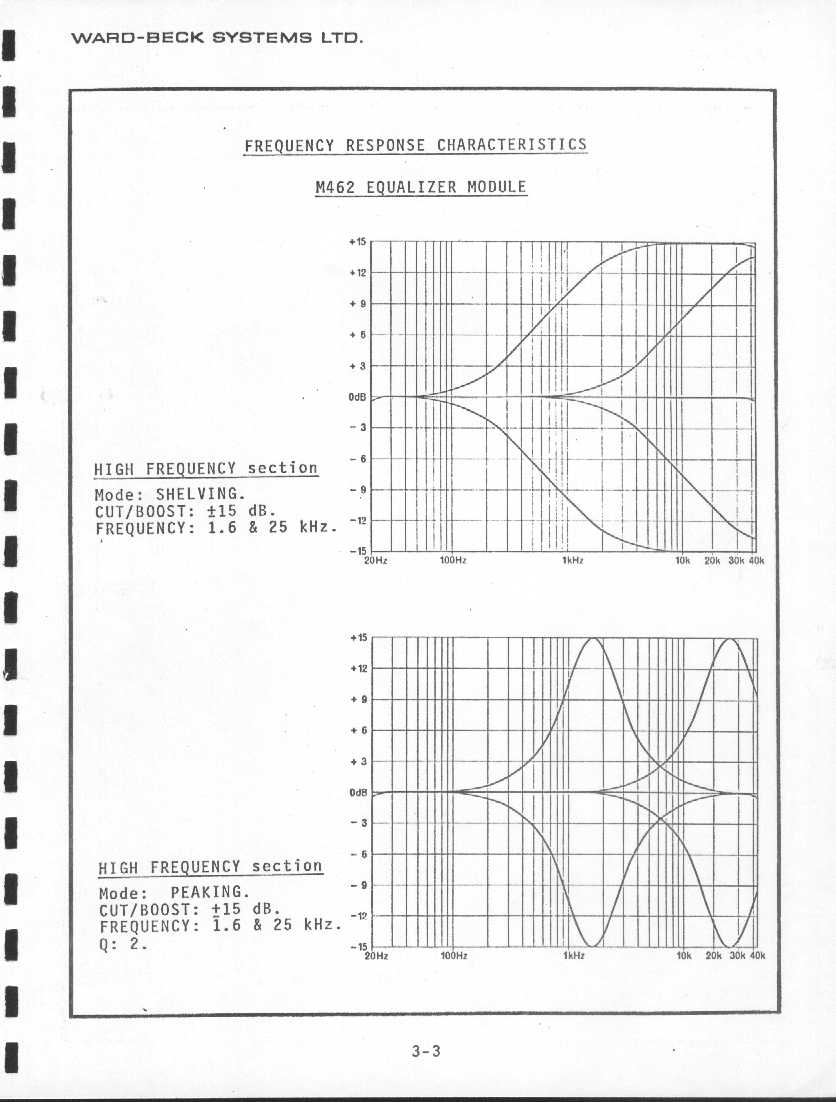 WARD-BECK SYSTEMS LTD.
FREQUENCY RESPONSE CHARACTERISTICS
M462 EQUALIZER MODULE
+15
+12
+ 9
+ 6
+ 3
0dB
- 3
- 6
- 9
-12
-15
20Hz 100Hz 1kHz 10k 20k 30k 40k
HIGH FREQUENCY section
Mode: SHELVING.
CUT/BOOST: ±15 dB.
FREQUENCY: 1.6 & 25 kHz.
+15
+12
+ 9
+ 6
+ 3
0dB
- 3
- 6
- 9
-12
-15
20Hz 100Hz 1kHz 10k 20k 30k 40k
HIGH FREQUENCY section
Mode: PEAKING.
CUT/BOOST: ±15 dB.
FREQUENCY: 1.6 & 25 kHz.
Q: 2.
3-3